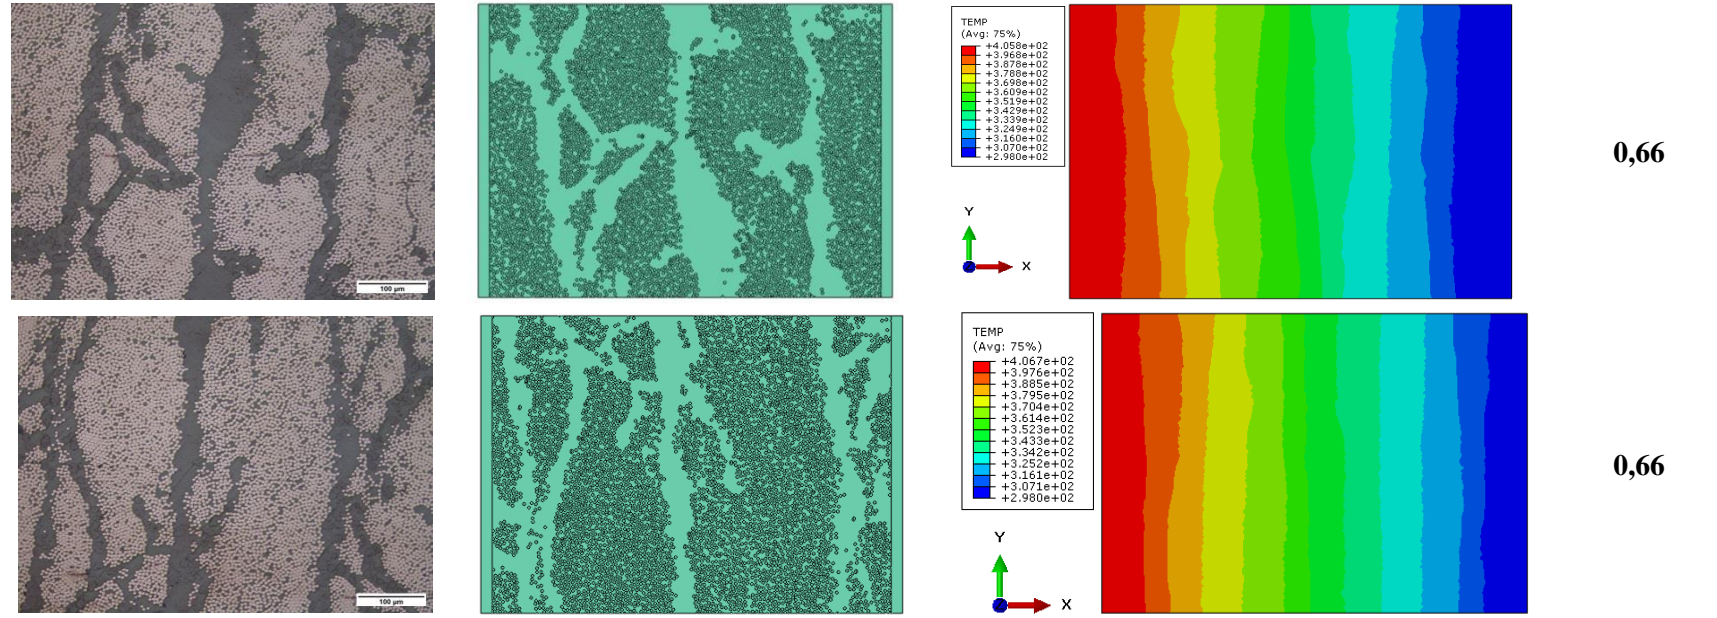 100 µm
TEMP
(Avg: 75%)
+4.058e+02
+3.968e+02
+3.878e+02
+3.788e+02
+3.698e+02
+3.609e+02
+3.519e+02
+3.429e+02
+3.339e+02
+3.249e+02
+3.160e+02
+3.070e+02
+2.980e+02
Y
X
0,66
100 µm
TEMP
(Avg: 75%)
+4.067e+02
+3.976e+02
+3.885e+02
+3.795e+02
+3.704e+02
+3.614e+02
+3.523e+02
+3.433e+02
+3.342e+02
+3.252e+02
+3.161e+02
+3.071e+02
+2.980e+02
Y
Z
X
0,66